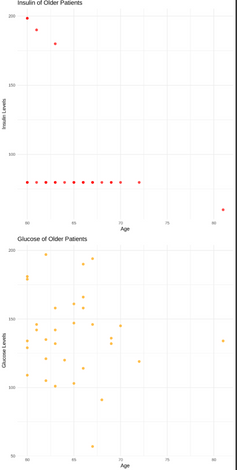 Insulin of Older Patients
200
150
100
Insulin Levels
60 65 70 75 80
Age
Glucose of Older Patients
200
150
100
50
Glucose Levels
60 65 70 75 80
Age